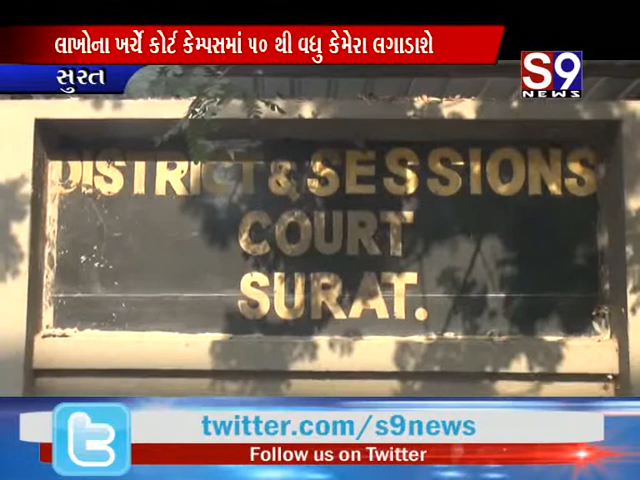 લાખોના ખર્ચે કોર્ટ કેમ્પસમાં ૫૦ થી વધુ કેમેરા લગાડાશે
સુરત
S9
NEWS
DISTRICT & SESSIONS
COURT
SURAT.
twitter.com/s9news
Follow us on Twitter